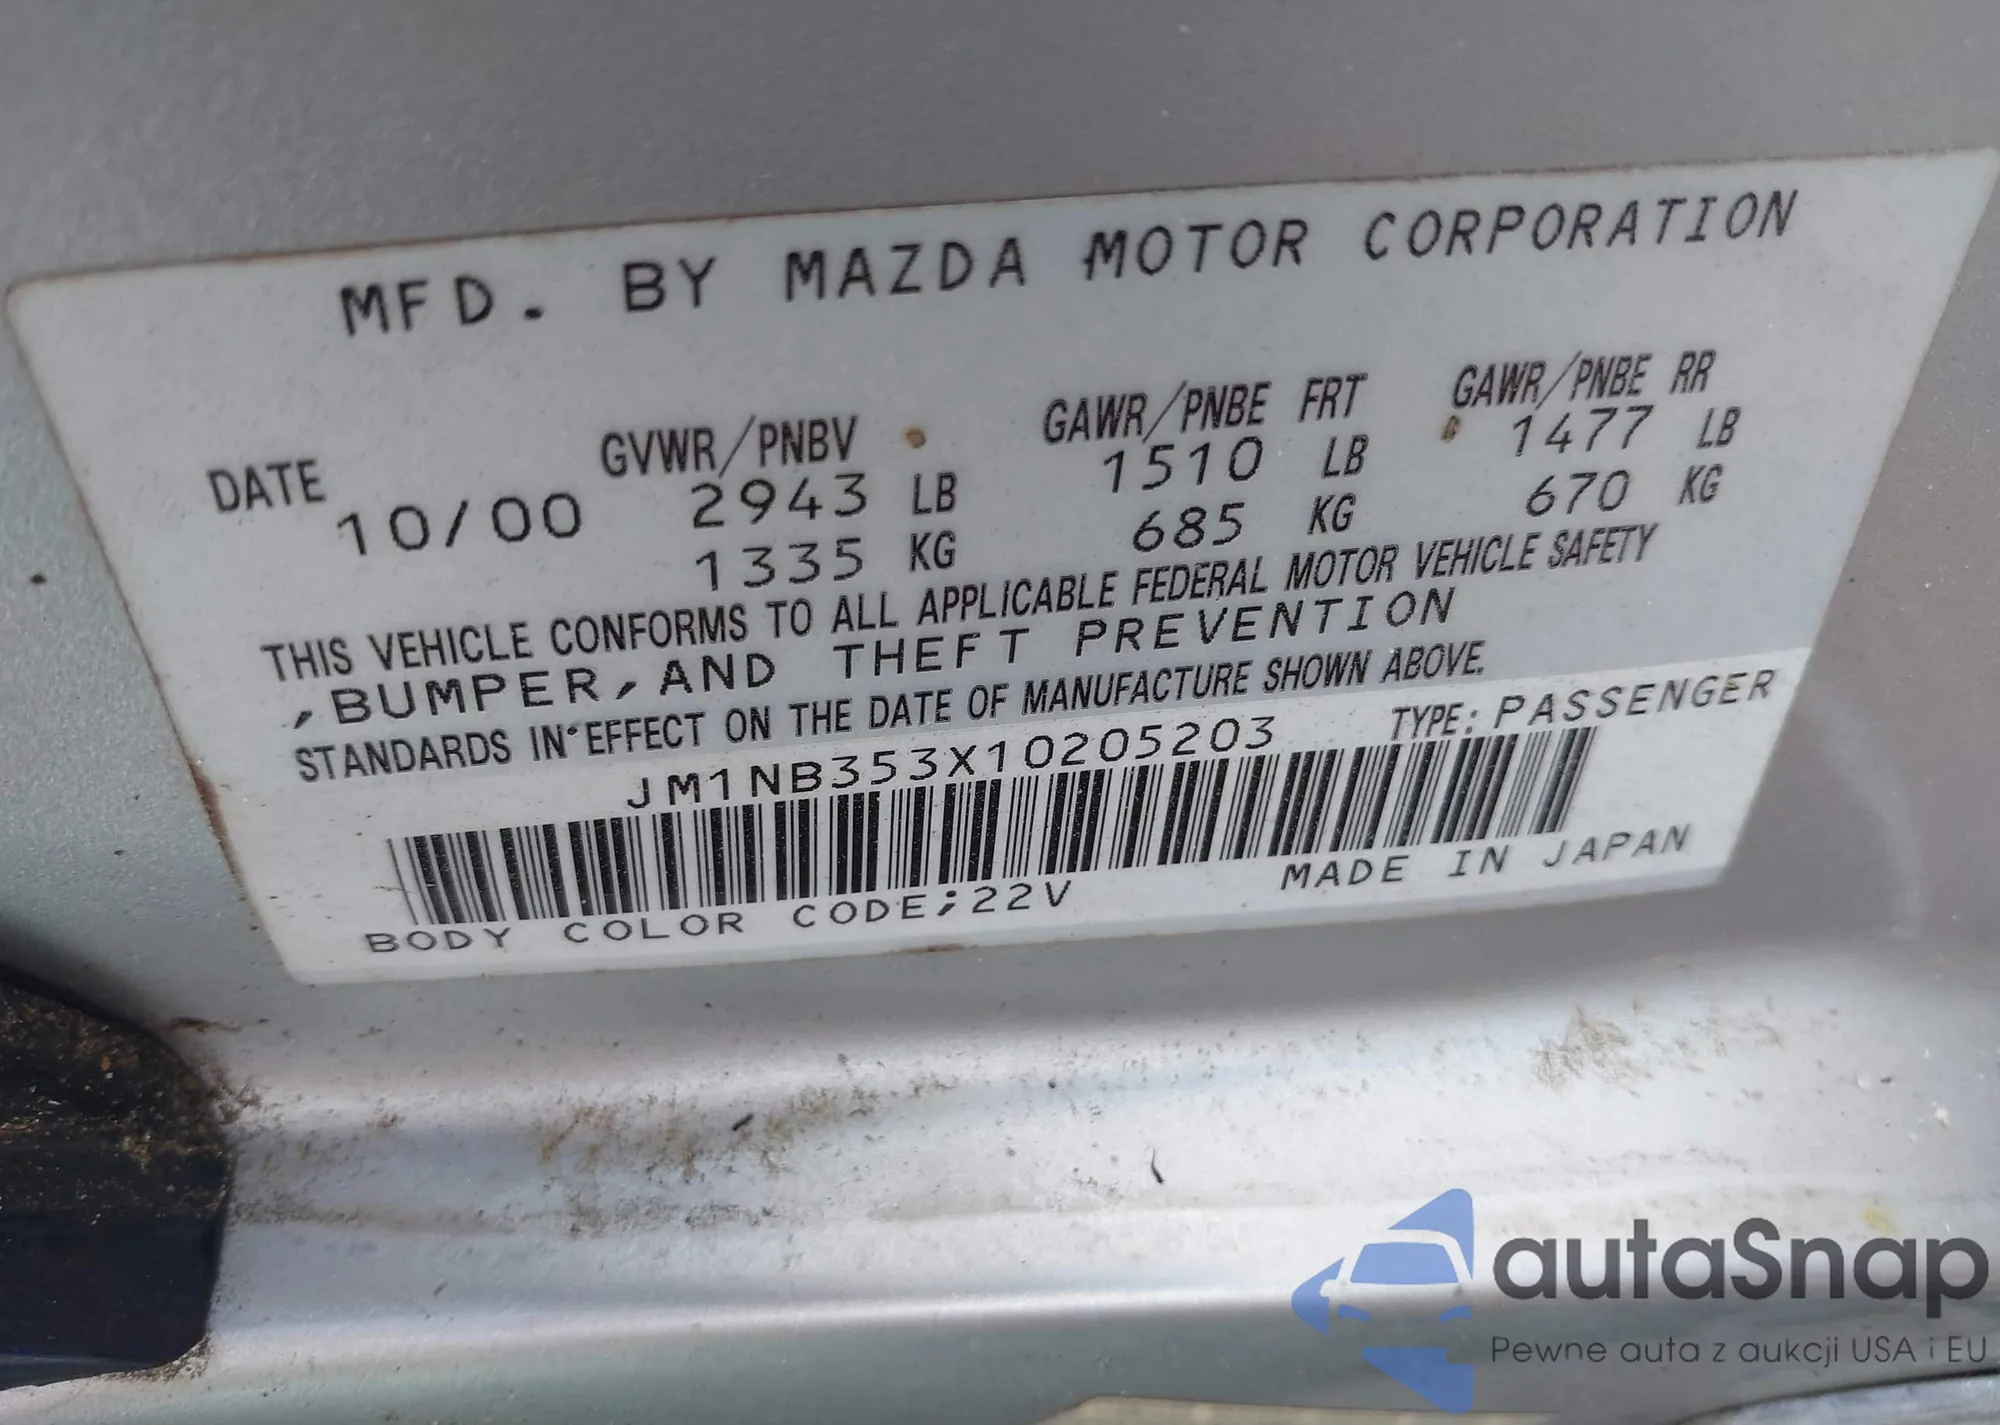 MFD. BY MAZDA MOTOR CORPORATION
DATE GVWR/PNBV GAWR/PNBE FRT GAWR/PNBE RR
10/00 2943 LB 1510 LB 1477 LB
1335 KG 685 KG 670 KG
THIS VEHICLE CONFORMS TO ALL APPLICABLE FEDERAL MOTOR VEHICLE SAFETY
,BUMPER,AND THEFT PREVENTION
STANDARDS IN EFFECT ON THE DATE OF MANUFACTURE SHOWN ABOVE.
JM1NB353X10205203 TYPE: PASSENGER
BODY COLOR CODE;22V MADE IN JAPAN
autaSnap
Pewne auta z aukcji USA i EU